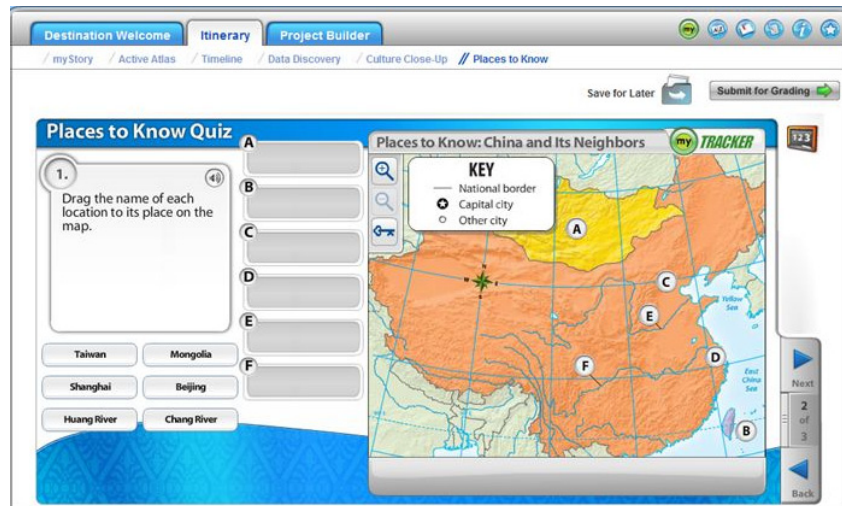 Destination Welcome
Itinerary
Project Builder
my
/ myStory / Active Atlas / Timeline / Data Discovery / Culture Close-Up // Places to Know
Save for Later
Submit for Grading
Places to Know Quiz
1.
Drag the name of each
location to its place on the
map.
A
B
C
D
E
F
Taiwan
Mongolia
Shanghai
Beijing
Huang River
Chang River
Places to Know: China and Its Neighbors
my TRACKER
123
KEY
National border
Capital city
Other city
A
C
E
Yellow
Sea
D
F
East
China
Sea
B
N
W
E
S
Next
2
of
3
Back